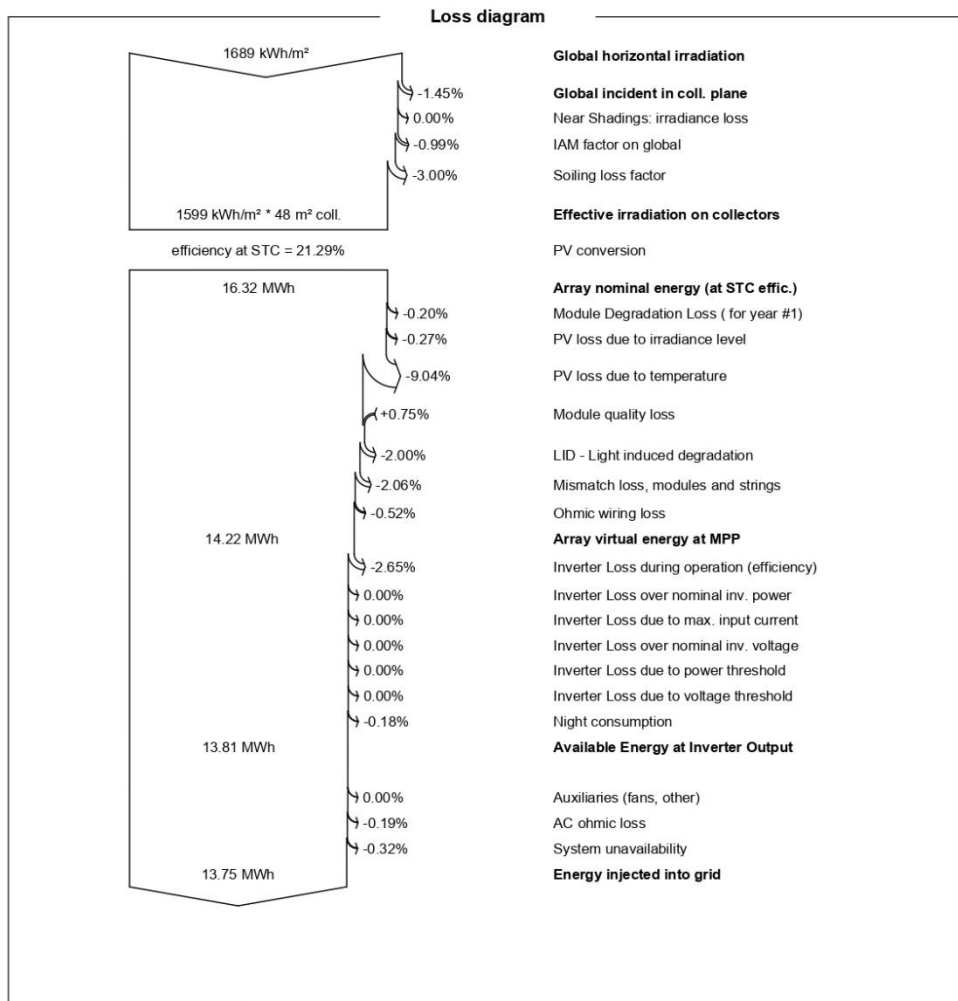 Loss diagram
1689 kWh/m² Global horizontal irradiation
-1.45% Global incident in coll. plane
0.00% Near Shadings: irradiance loss
-0.99% IAM factor on global
-3.00% Soiling loss factor
1599 kWh/m² * 48 m² coll. Effective irradiation on collectors
efficiency at STC = 21.29% PV conversion
16.32 MWh Array nominal energy (at STC effic.)
-0.20% Module Degradation Loss ( for year #1)
-0.27% PV loss due to irradiance level
-9.04% PV loss due to temperature
+0.75% Module quality loss
-2.00% LID - Light induced degradation
-2.06% Mismatch loss, modules and strings
-0.52% Ohmic wiring loss
14.22 MWh Array virtual energy at MPP
-2.65% Inverter Loss during operation (efficiency)
0.00% Inverter Loss over nominal inv. power
0.00% Inverter Loss due to max. input current
0.00% Inverter Loss over nominal inv. voltage
0.00% Inverter Loss due to power threshold
0.00% Inverter Loss due to voltage threshold
-0.18% Night consumption
13.81 MWh Available Energy at Inverter Output
0.00% Auxiliaries (fans, other)
-0.19% AC ohmic loss
-0.32% System unavailability
13.75 MWh Energy injected into grid